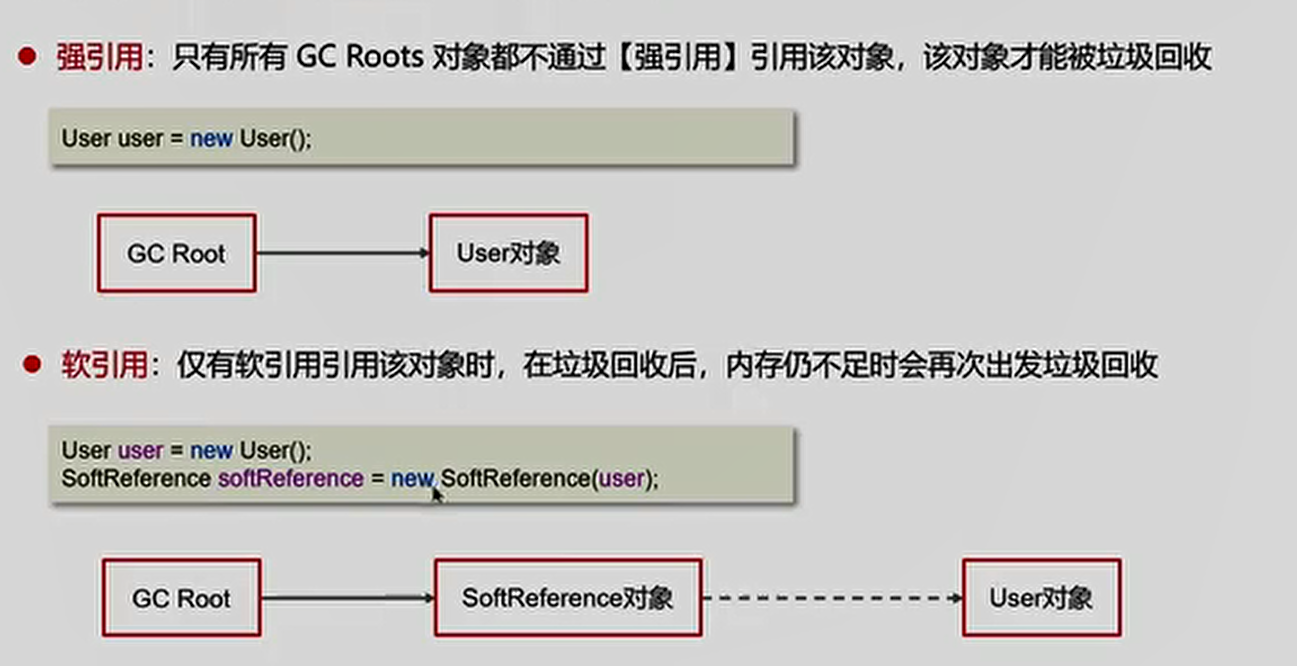 强引用：只有所有 GC Roots 对象都不通过【强引用】引用该对象，该对象才能被垃圾回收
User user = new User();
GC Root
User对象
软引用：仅有软引用引用该对象时，在垃圾回收后，内存仍不足时会再次出发垃圾回收
User user = new User();
SoftReference softReference = new SoftReference(user);
GC Root
SoftReference对象
User对象